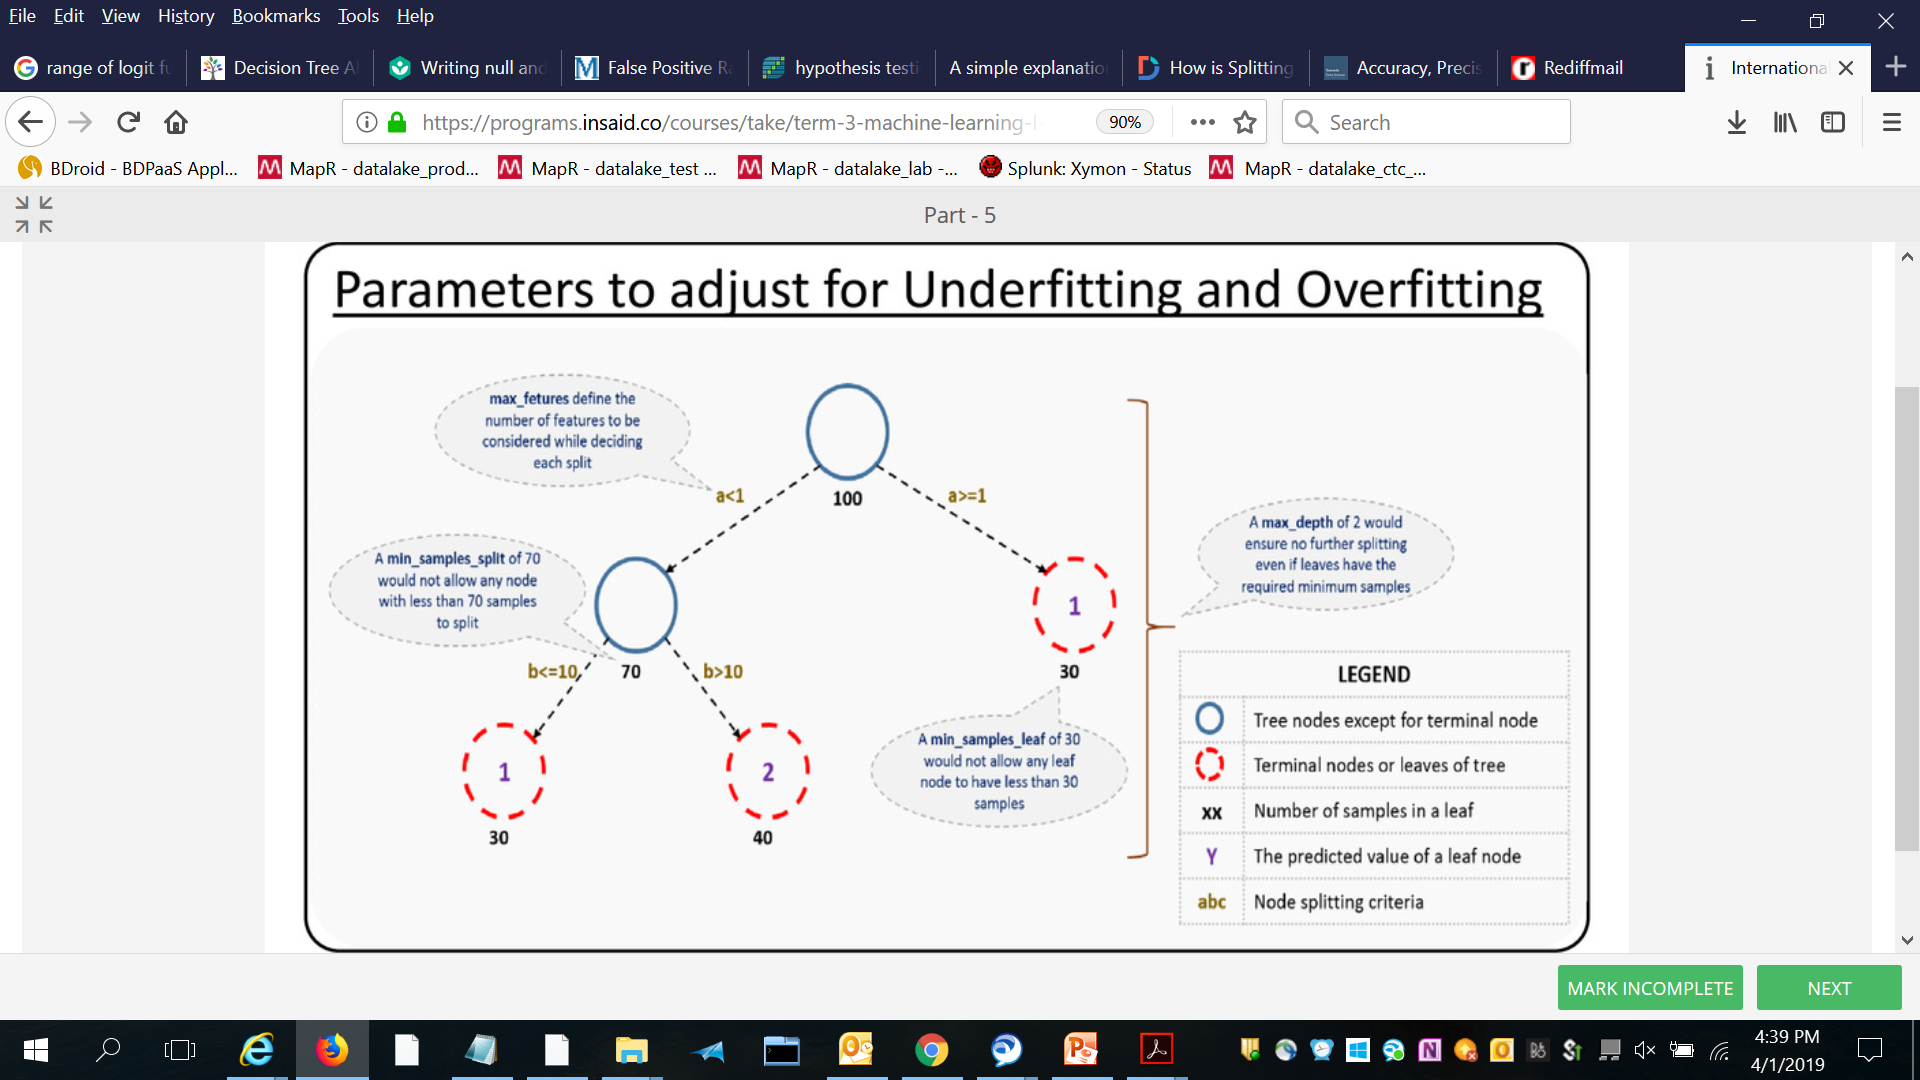 File Edit View History Bookmarks Tools Help
range of logit fu
Decision Tree Al
Writing null and
False Positive Ra
hypothesis testi
A simple explanation
How is Splitting
Accuracy, Precis
Rediffmail
International
https://programs.insaid.co/courses/take/term-3-machine-learning-l
90%
Search
BDroid - BDPaaS Appl...
MapR - datalake_prod...
MapR - datalake_test ...
MapR - datalake_lab -...
Splunk: Xymon - Status
MapR - datalake_ctc_...
Part - 5
Parameters to adjust for Underfitting and Overfitting
max_fetures define the
number of features to be
considered while deciding
each split
a<1
100
a>=1
A max_depth of 2 would
ensure no further splitting
even if leaves have the
required minimum samples
A min_samples_split of 70
would not allow any node
with less than 70 samples
to split
1
b<=10
70
b>10
30
A min_samples_leaf of 30
would not allow any leaf
node to have less than 30
samples
1
2
30
40
LEGEND
Tree nodes except for terminal node
Terminal nodes or leaves of tree
xx Number of samples in a leaf
Y The predicted value of a leaf node
abc Node splitting criteria
MARK INCOMPLETE
NEXT
4:39 PM
4/1/2019